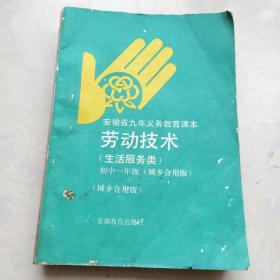 安徽省九年义务教育课本
劳动技术
（生活服务类）
初中一年级（城乡合用版）
（城乡合用版）
安徽教育出版社